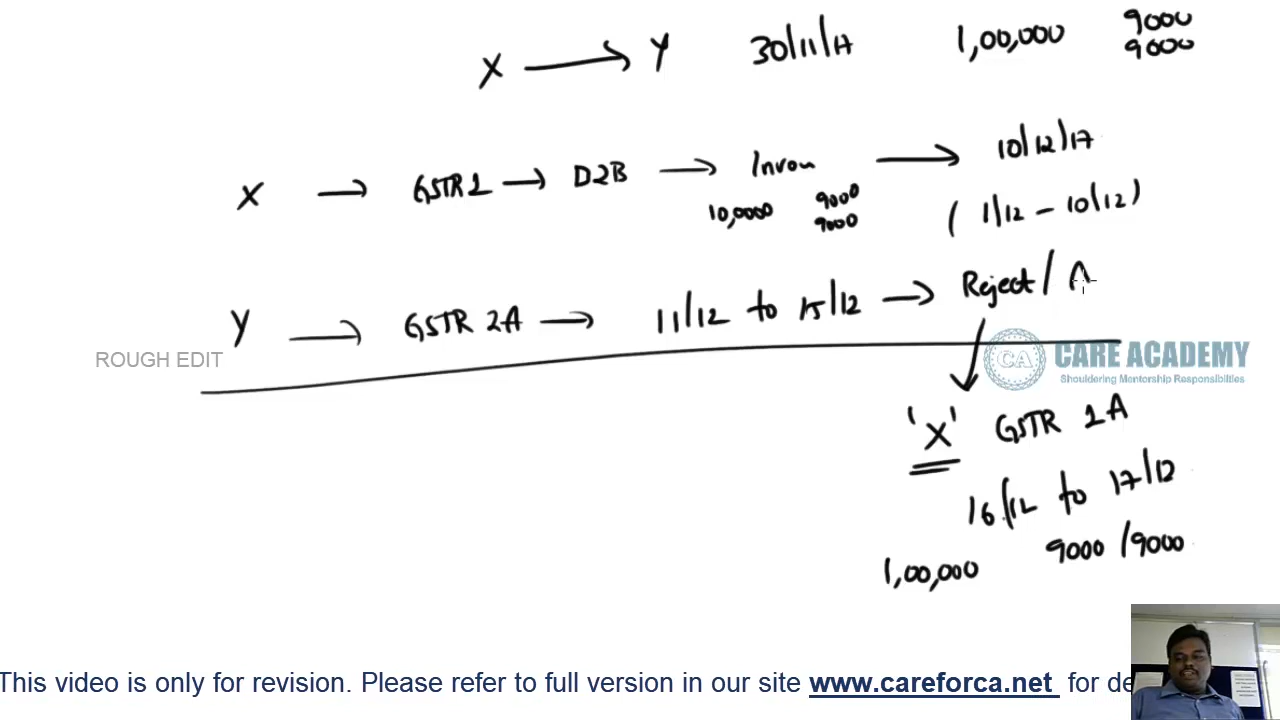 X → Y 30/11/17 1,00,000 9000
9000
X → GSTR 1 → D2B → Invou → 10/12/17
10,0000 9000
9000
( 1/12 - 10/12 )
Y → GSTR 2A → 11/12 to 15/12 → Reject / A
ROUGH EDIT
CA CARE ACADEMY
Shouldering Mentorship Responsibilities
'X' GSTR 1A
16/12 to 17/12
1,00,000 9000 / 9000
This video is only for revision. Please refer to full version in our site www.careforca.net for de